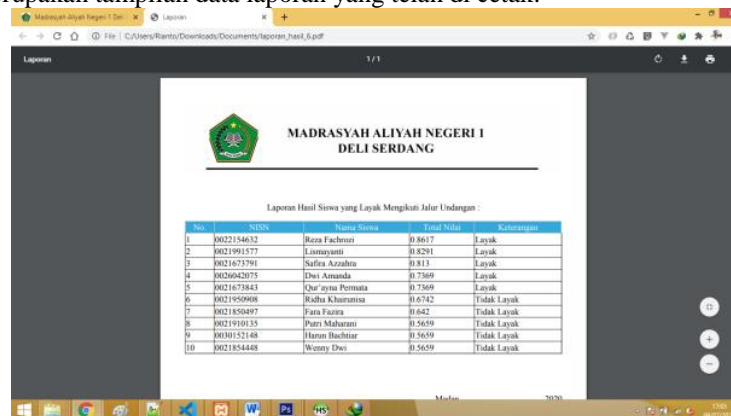 rupakan tampilan data laporan yang telah di cetak.
Madrasyah Aliyah Negeri 1 Deli
Laporan
File | C:/Users/Rianto/Downloads/Documents/laporan_hasil_6.pdf
Laporan
1 / 1
MADRASYAH ALIYAH NEGERI 1
DELI SERDANG
Laporan Hasil Siswa yang Layak Mengikuti Jalur Undangan :
No. NISN Nama Siswa Total Nilai Keterangan
1 0022154632 Reza Fachrozi 0.8617 Layak
2 0021991577 Lismayanti 0.8291 Layak
3 0021673791 Safira Azzahra 0.813 Layak
4 0026042075 Dwi Amanda 0.7369 Layak
5 0021673843 Qur'ayna Permata 0.7369 Layak
6 0021950908 Ridha Khairunisa 0.6742 Tidak Layak
7 0021850497 Fara Fazira 0.642 Tidak Layak
8 0021910135 Putri Maharani 0.5659 Tidak Layak
9 0030152148 Harun Bachtiar 0.5659 Tidak Layak
10 0021854448 Wenny Dwi 0.5659 Tidak Layak
Medan 2020